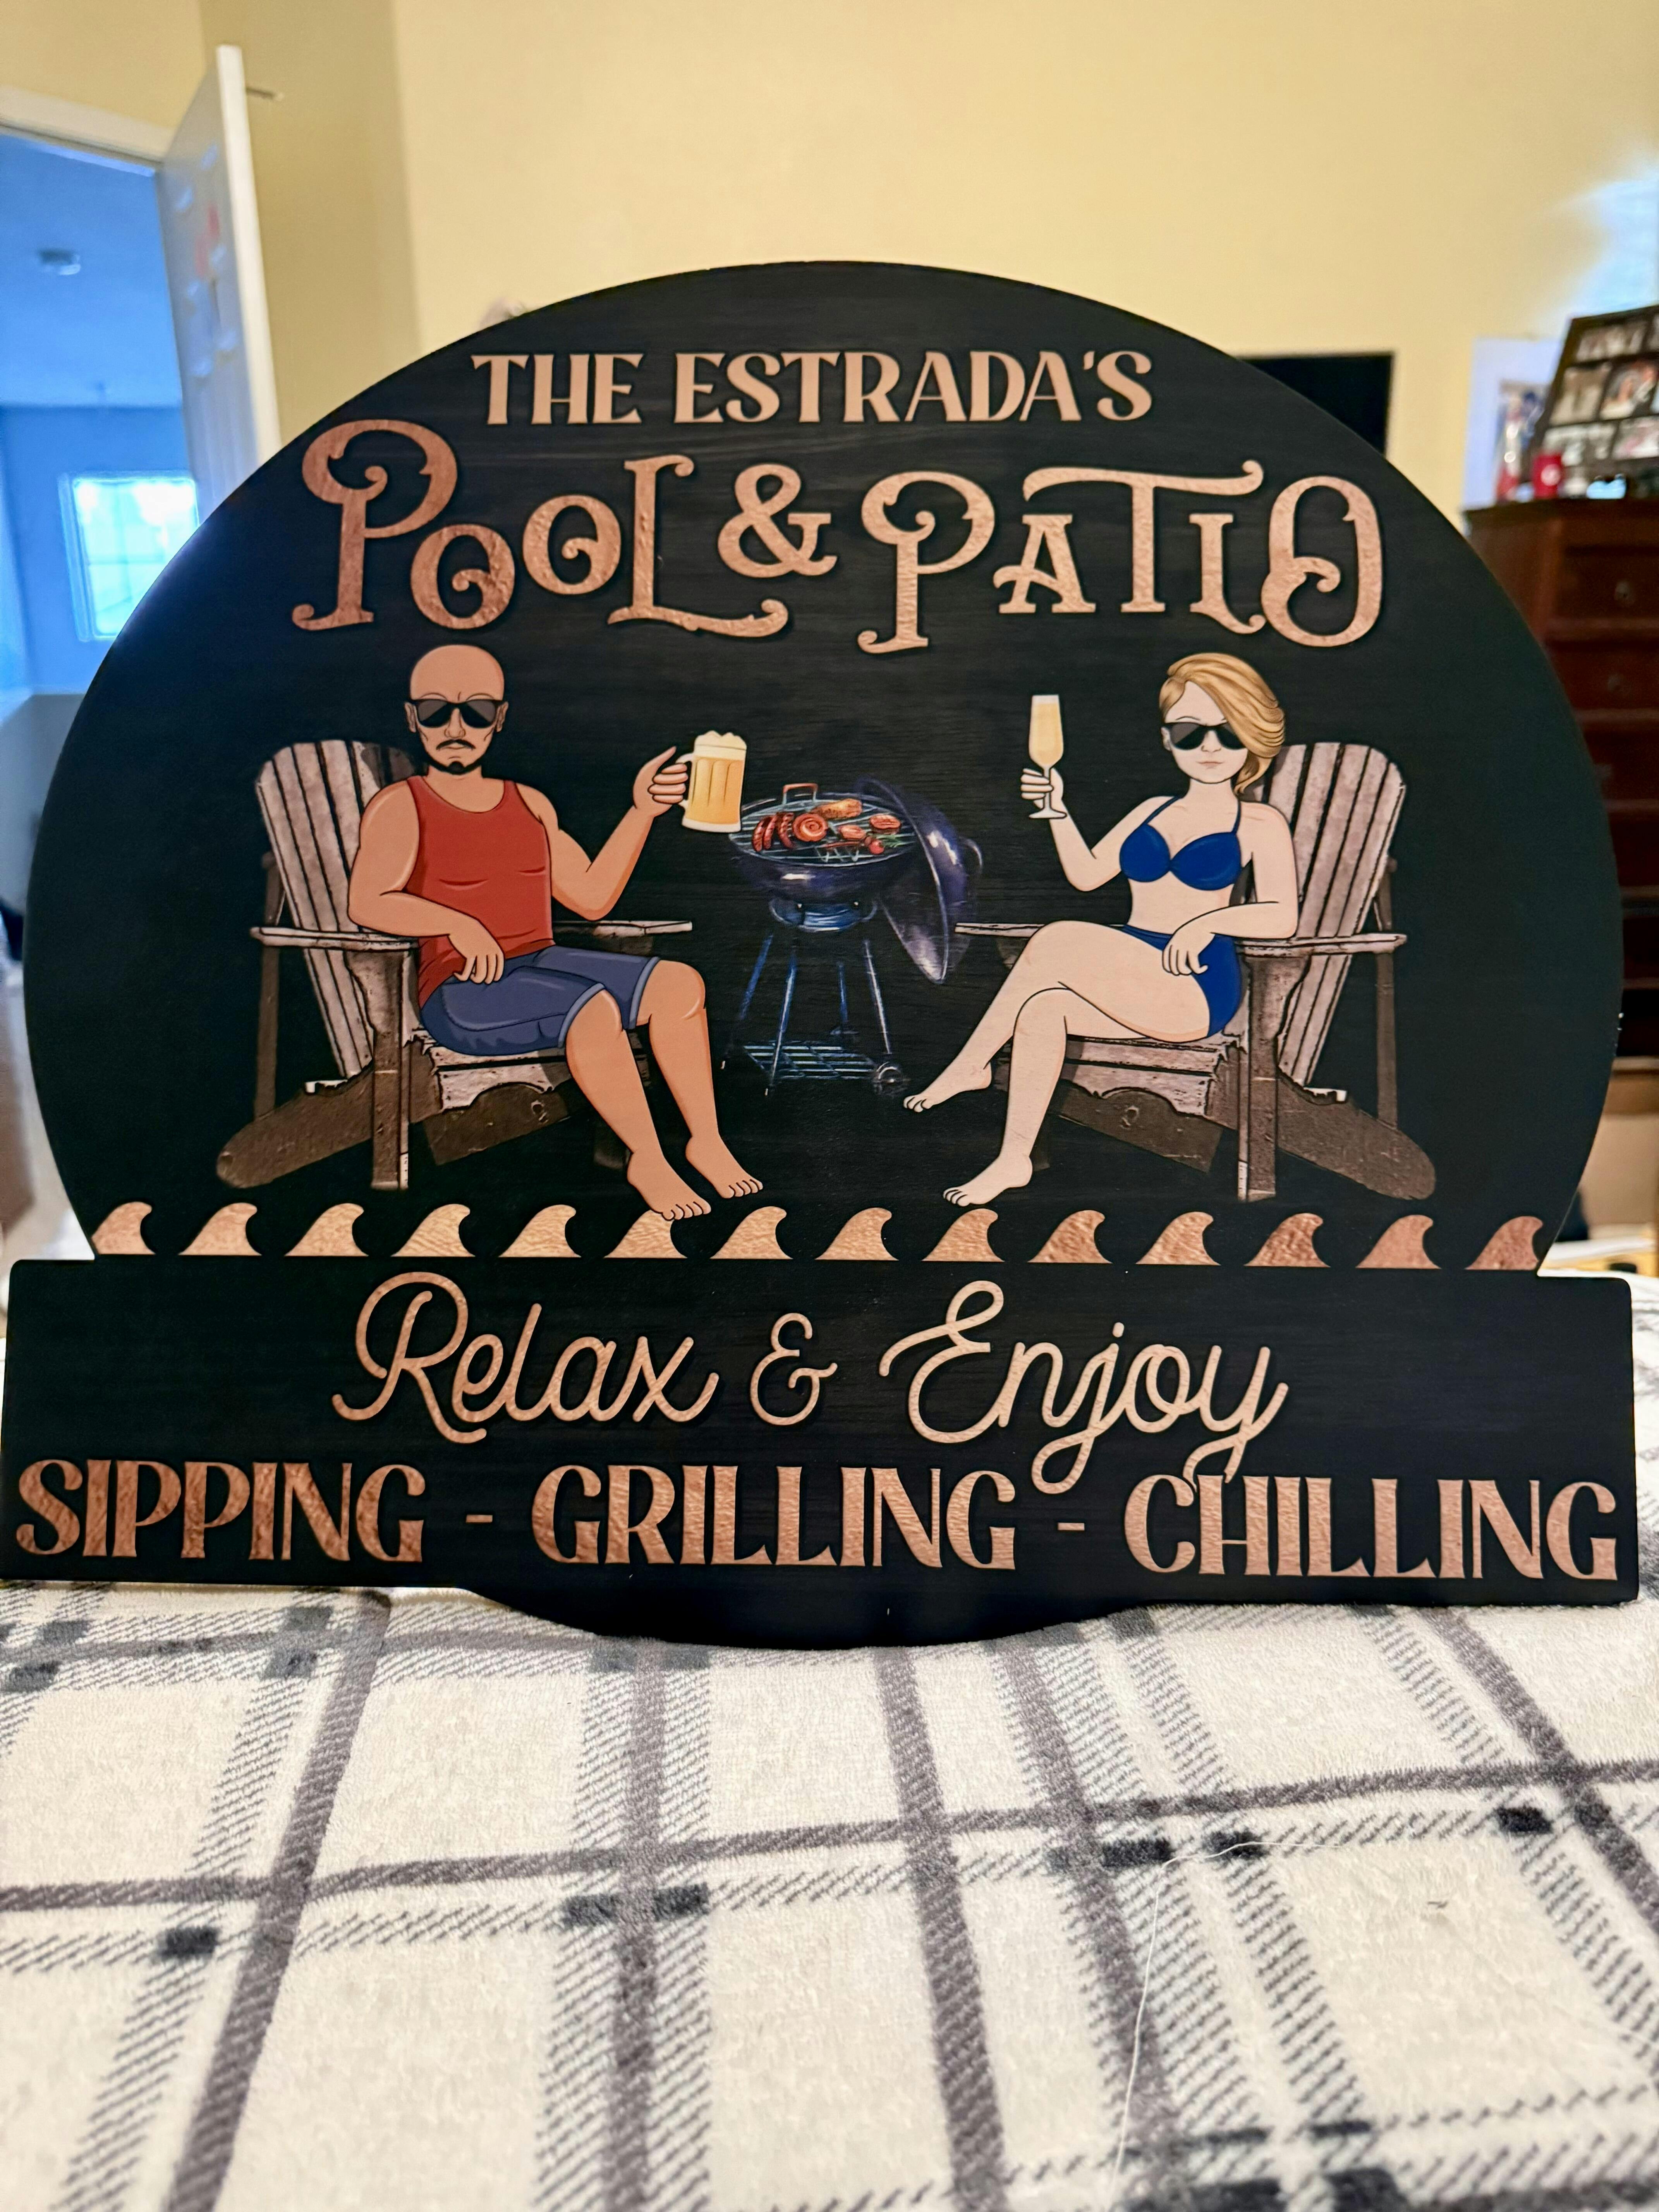 THE ESTRADA'S
POOL & PATIO
Relax & Enjoy
SIPPING - GRILLING - CHILLING